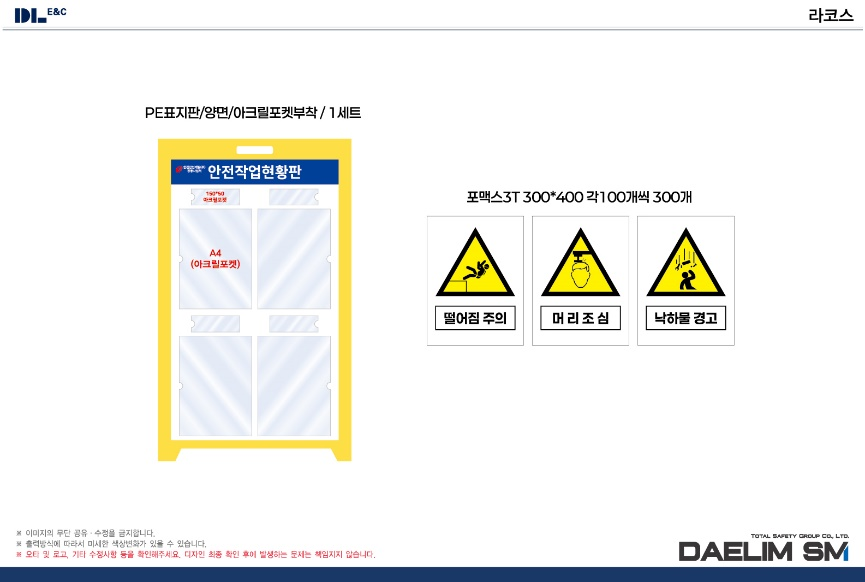 DL E&C
라코스
PE표지판/양면/아크릴포켓부착 / 1세트
안전작업현황판
150*50
아크릴포켓
A4
(아크릴포켓)
포맥스3T 300*400 각100개씩 300개
떨어짐 주의
머 리 조 심
낙하물 경고
※ 이미지의 무단 공유 · 수정을 금지합니다.
※ 출력방식에 따라서 미세한 색상변화가 있을 수 있습니다.
※ 오타 및 로고, 기타 수정사항 등을 확인해주세요. 디자인 최종 확인 후에 발생하는 문제는 책임지지 않습니다.
TOTAL SAFETY GROUP CO., LTD.
DAELIM SM